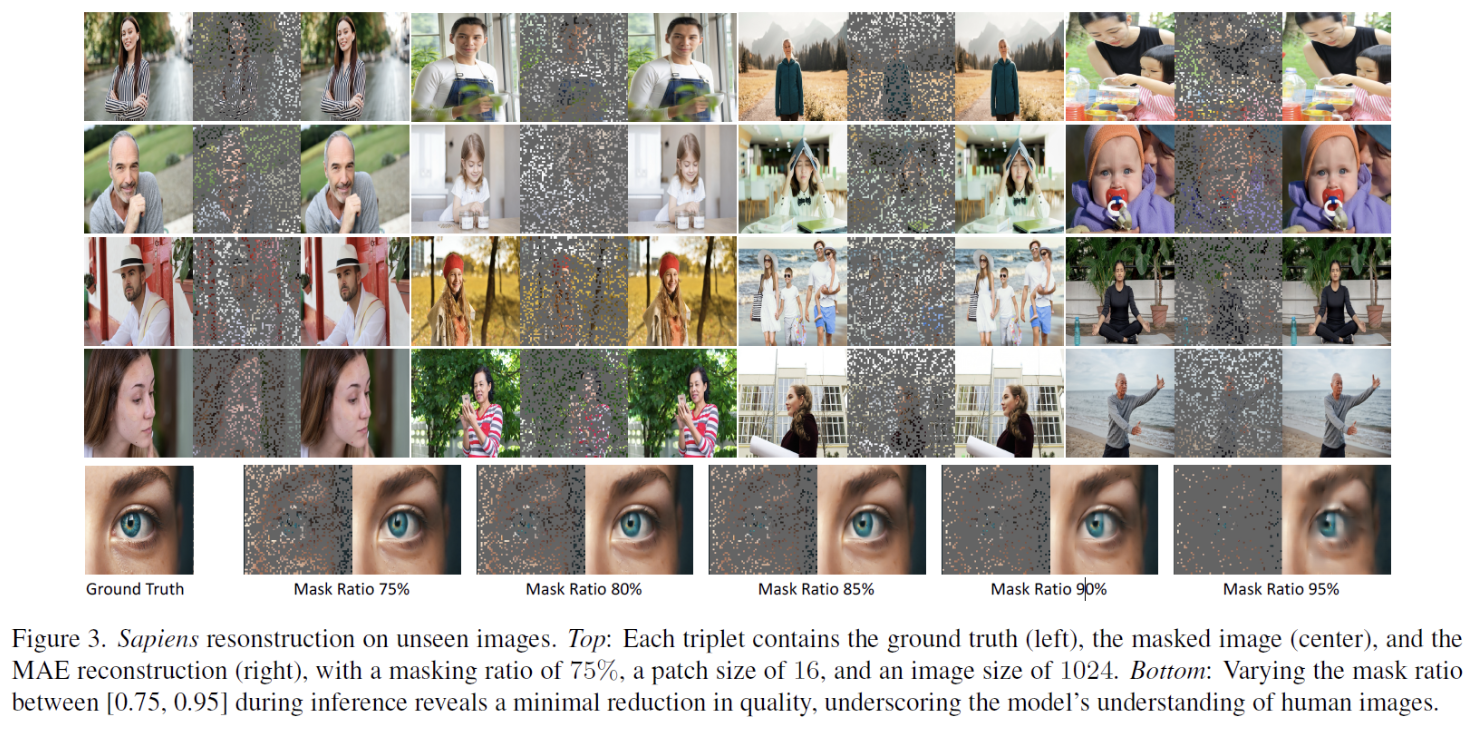 Ground Truth
Mask Ratio 75%
Mask Ratio 80%
Mask Ratio 85%
Mask Ratio 90%
Mask Ratio 95%
Figure 3. Sapiens resonstruction on unseen images. Top: Each triplet contains the ground truth (left), the masked image (center), and the
MAE reconstruction (right), with a masking ratio of 75%, a patch size of 16, and an image size of 1024. Bottom: Varying the mask ratio
between [0.75, 0.95] during inference reveals a minimal reduction in quality, underscoring the model’s understanding of human images.